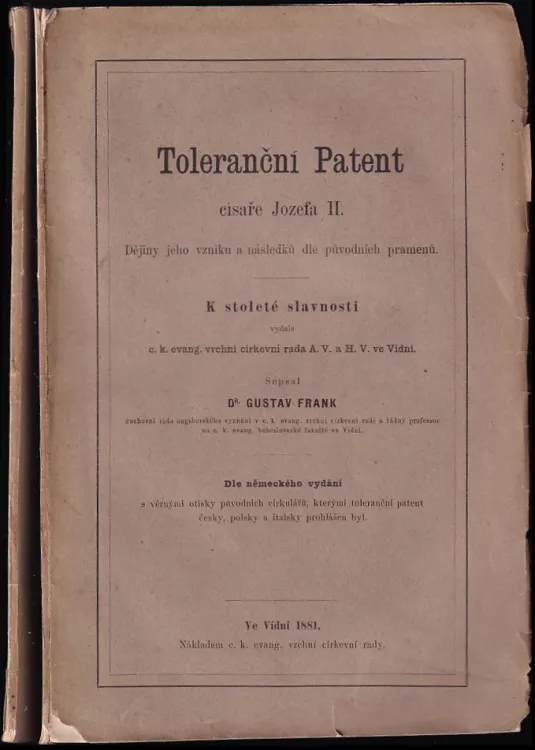 Toleranční Patent
císaře Jozefa II.
Dějiny jeho vzniku a následků dle původních pramenů.
K stoleté slavnosti
vydala
c. k. evang. vrchní církevní rada A. V. a H. V. ve Vídni.
Sepsal
DR. GUSTAV FRANK
duchovní rada augsburského vyznání v c. k. evang. vrchní církevní radě a řádný professor
na c. k. evang. bohoslovecké fakultě ve Vídni.
Dle německého vydání
s věrnými otisky původních cirkulářů, kterými toleranční patent
česky, polsky a italsky prohlášen byl.
Ve Vídni 1881.
Nákladem c. k. evang. vrchní církevní rady.